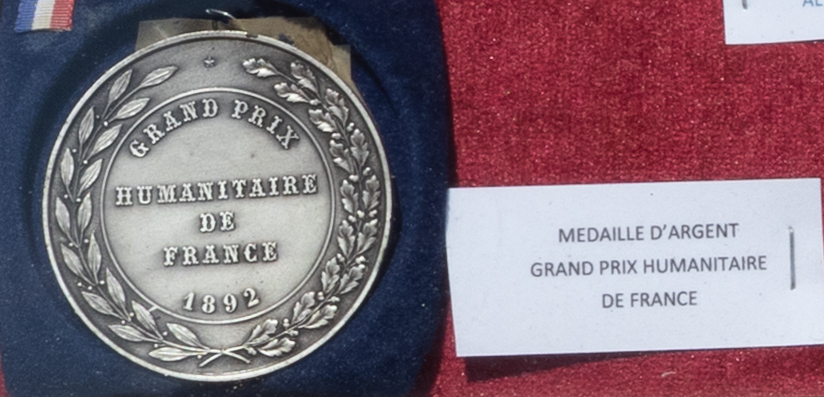 GRAND PRIX
HUMANITAIRE
DE
FRANCE
1892
MEDAILLE D'ARGENT
GRAND PRIX HUMANITAIRE
DE FRANCE